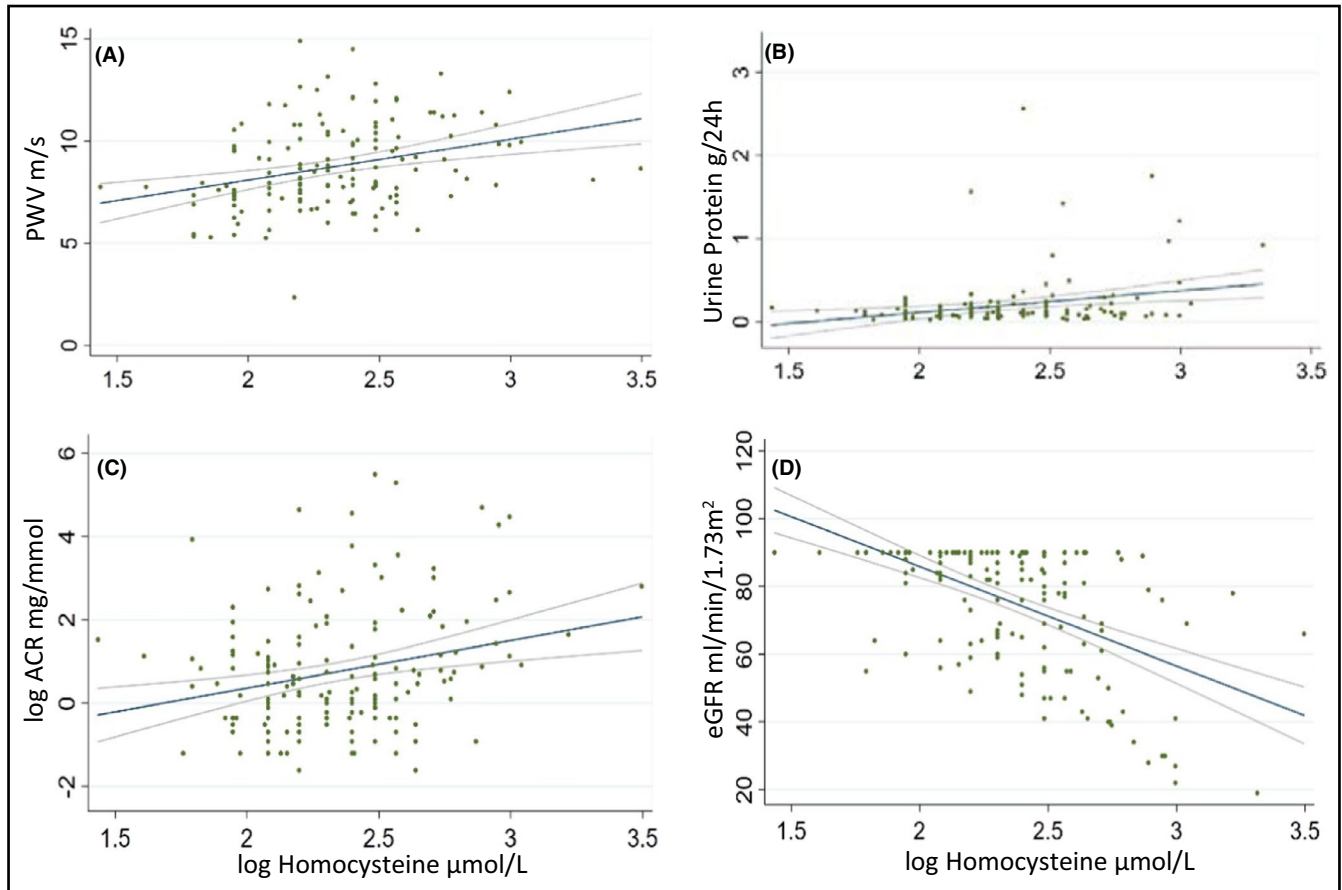 (A)
PWV m/s
15
10
5
0
1.5 2 2.5 3 3.5
(B)
Urine Protein g/24h
3
2
1
0
1.5 2 2.5 3 3.5
(C)
log ACR mg/mmol
6
4
2
0
-2
1.5 2 2.5 3 3.5
log Homocysteine µmol/L
(D)
eGFR ml/min/1.73m²
120
100
80
60
40
20
1.5 2 2.5 3 3.5
log Homocysteine µmol/L